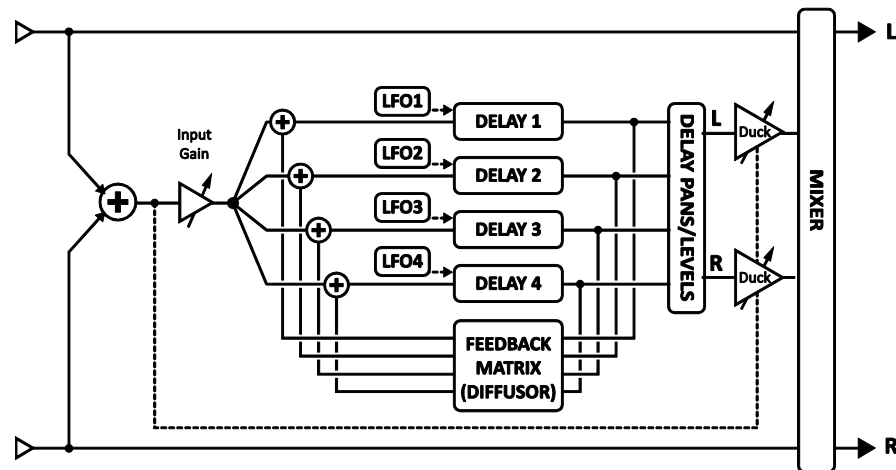 L
LFO1
DELAY 1
L
Duck
Input
Gain
LFO2
DELAY 2
LFO3
DELAY 3
LFO4
DELAY 4
DELAY PANS/LEVELS
R
Duck
MIXER
FEEDBACK
MATRIX
(DIFFUSOR)
R